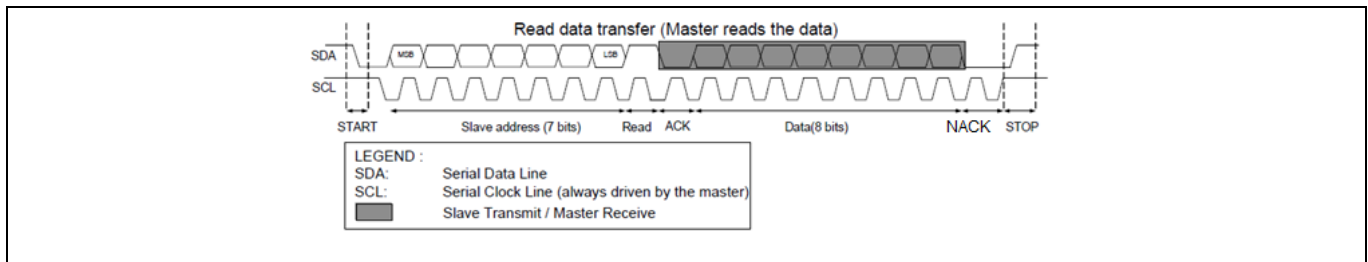 Read data transfer (Master reads the data)
SDA MSB LSB
SCL
START Slave address (7 bits) Read ACK Data(8 bits) NACK STOP
LEGEND :
SDA: Serial Data Line
SCL: Serial Clock Line (always driven by the master)
Slave Transmit / Master Receive